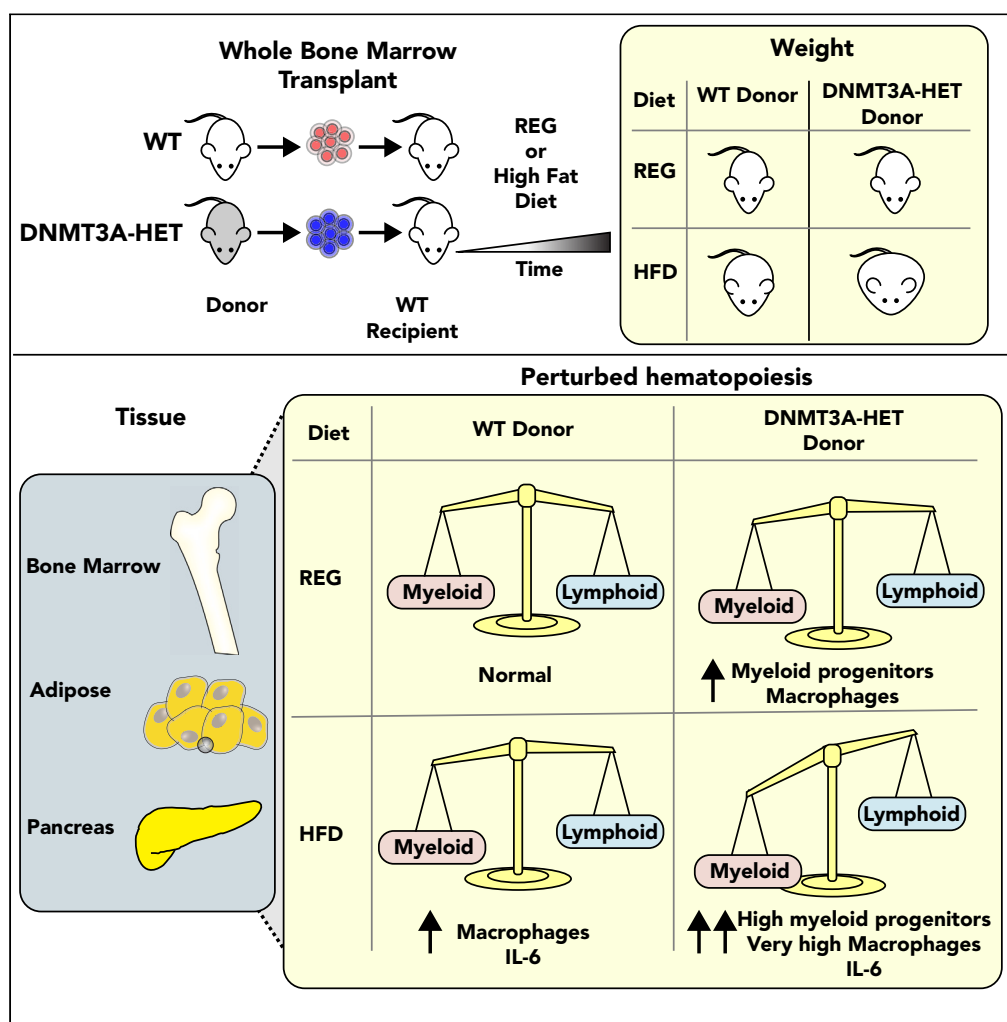 Whole Bone Marrow
Transplant
WT
DNMT3A-HET
Donor
WT
Recipient
REG
or
High Fat
Diet
Time
Weight
Diet
WT Donor
DNMT3A-HET
Donor
REG
HFD
Tissue
Bone Marrow
Adipose
Pancreas
Perturbed hematopoiesis
Diet
WT Donor
DNMT3A-HET
Donor
REG
Myeloid
Lymphoid
Normal
Myeloid
Lymphoid
Myeloid progenitors
Macrophages
HFD
Myeloid
Lymphoid
Macrophages
IL-6
Myeloid
Lymphoid
High myeloid progenitors
Very high Macrophages
IL-6